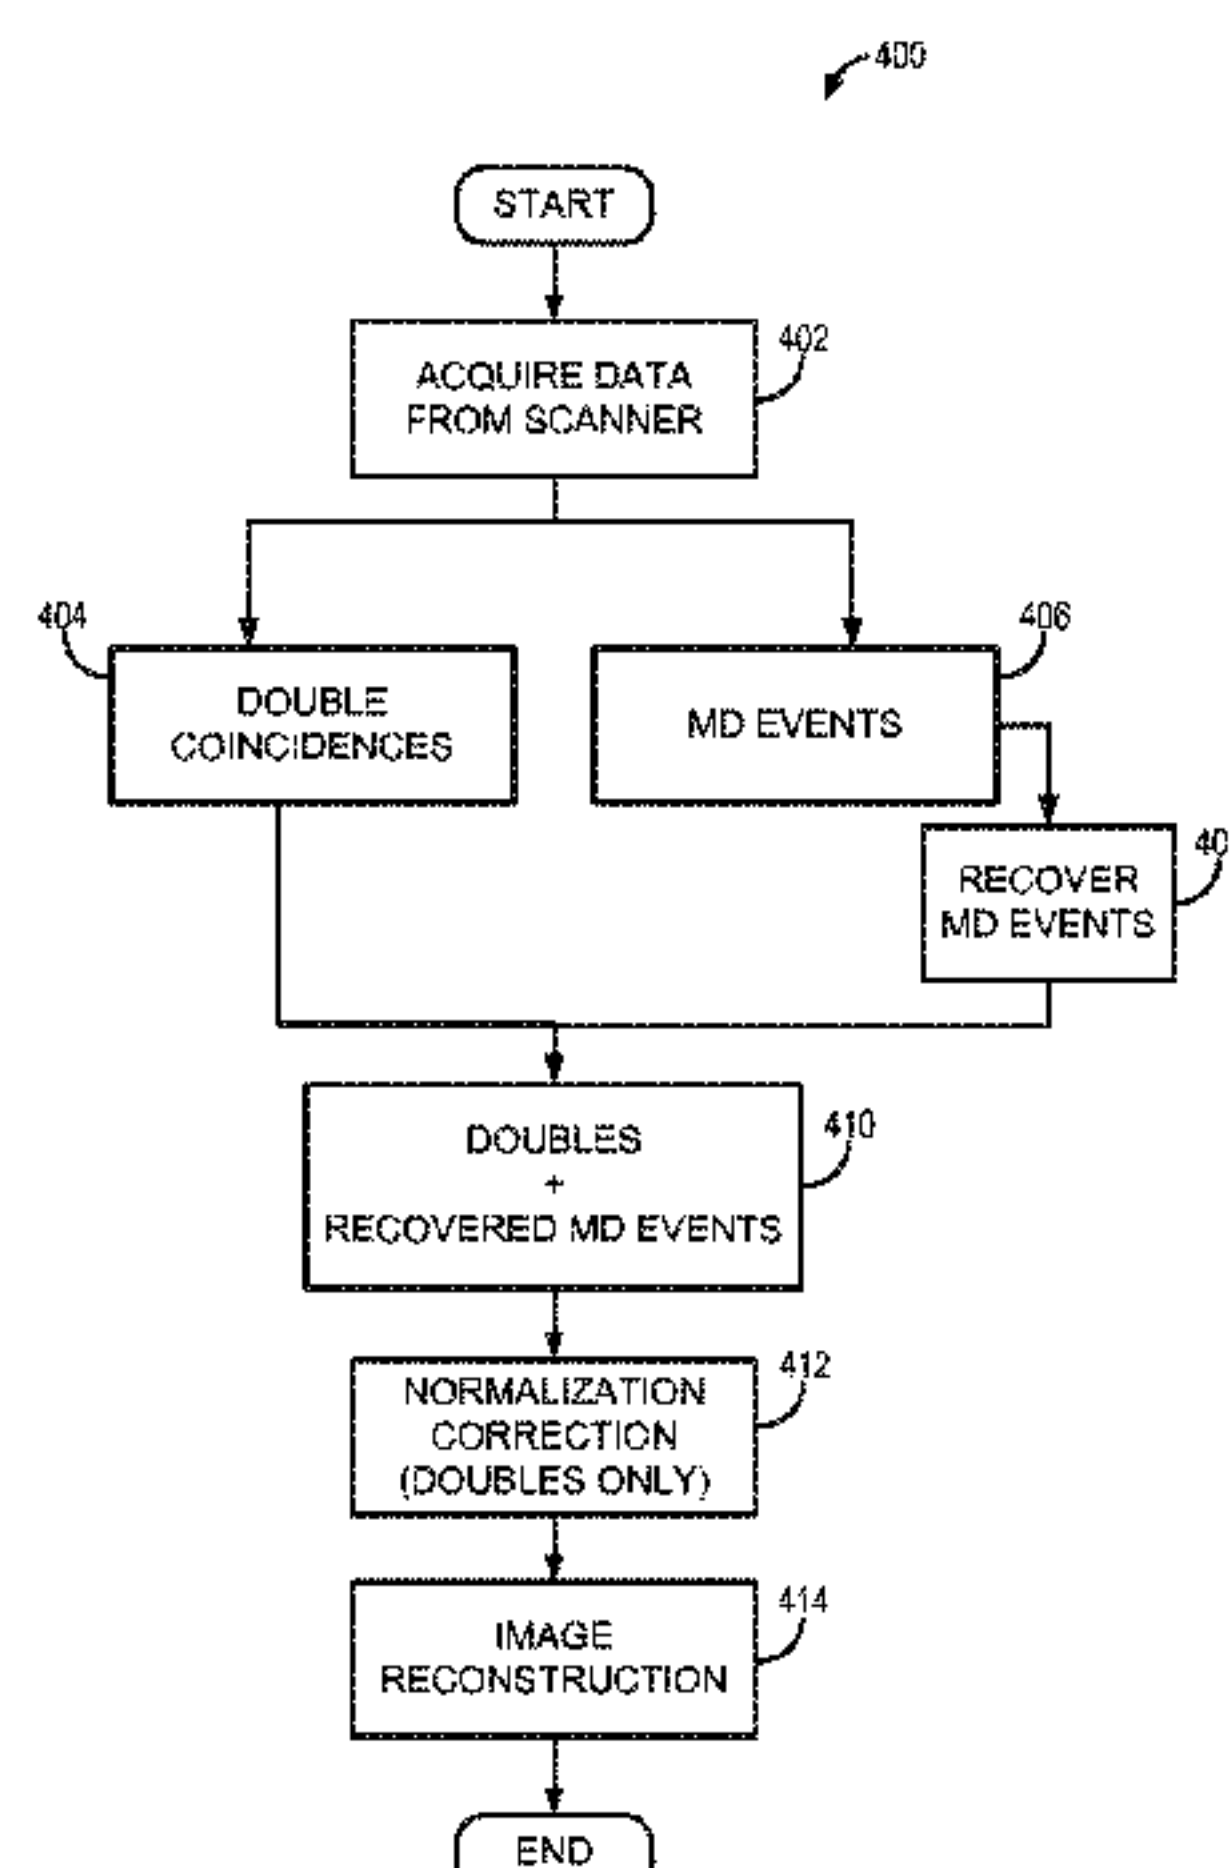 400
START
402
ACQUIRE DATA
FROM SCANNER
404
406
DOUBLE
COINCIDENCES
MD EVENTS
40
RECOVER
MD EVENTS
410
DOUBLES
+
RECOVERED MD EVENTS
412
NORMALIZATION
CORRECTION
(DOUBLES ONLY)
414
IMAGE
RECONSTRUCTION
END